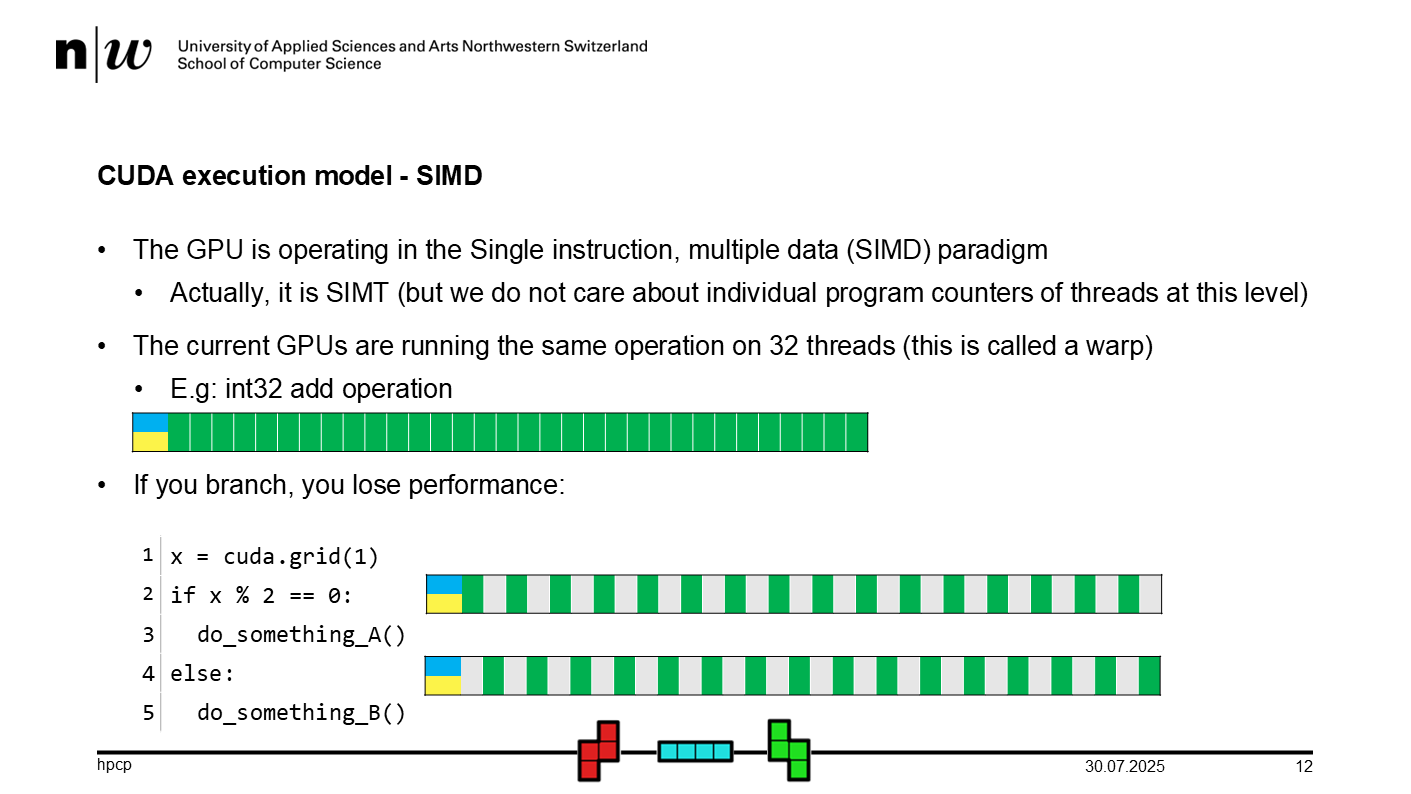 n|w University of Applied Sciences and Arts Northwestern Switzerland
School of Computer Science
CUDA execution model - SIMD
• The GPU is operating in the Single instruction, multiple data (SIMD) paradigm
• Actually, it is SIMT (but we do not care about individual program counters of threads at this level)
• The current GPUs are running the same operation on 32 threads (this is called a warp)
• E.g: int32 add operation
• If you branch, you lose performance:
1 x = cuda.grid(1)
2 if x % 2 == 0:
3   do_something_A()
4 else:
5   do_something_B()
hpcp 30.07.2025 12